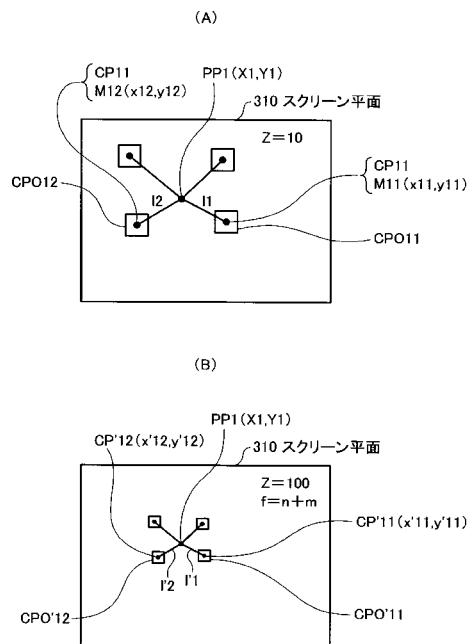 (A)
CP11
M12(x12,y12)
PP1(X1,Y1)
310 スクリーン平面
Z=10
CP11
M11(x11,y11)
CPO12
I2
I1
CPO11
(B)
PP1(X1,Y1)
CP'12(x'12,y'12)
310 スクリーン平面
Z=100
f=n+m
CP'11(x'11,y'11)
I'2
I'1
CPO'12
CPO'11